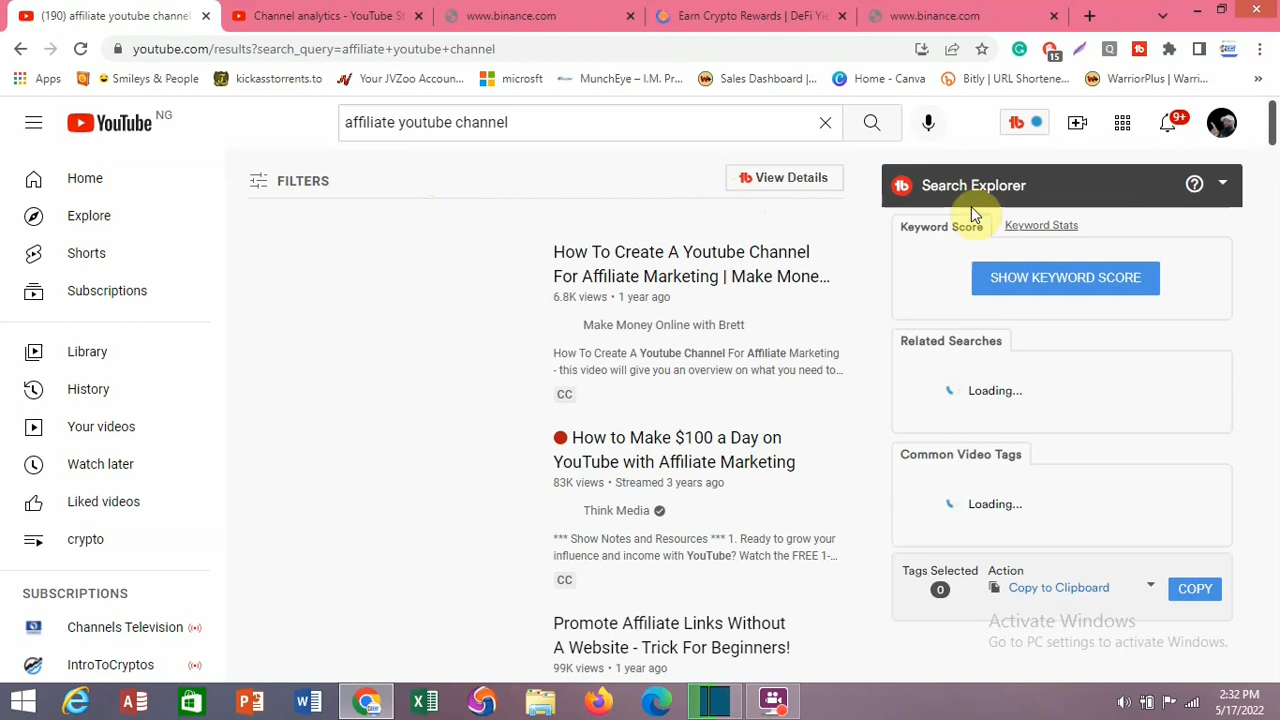 (190) affiliate youtube channel
Channel analytics - YouTube St
www.binance.com
Earn Crypto Rewards | DeFi Yie
www.binance.com
youtube.com/results?search_query=affiliate+youtube+channel
15
Apps
Smileys & People
kickasstorrents.to
Your JVZoo Accoun...
microsft
MunchEye – I.M. Pr...
Sales Dashboard |...
Home - Canva
Bitly | URL Shortene...
WarriorPlus | Warri...
YouTube NG
affiliate youtube channel
9+
Home
Explore
Shorts
Subscriptions
Library
History
Your videos
Watch later
Liked videos
crypto
SUBSCRIPTIONS
Channels Television
IntroToCryptos
FILTERS
View Details
How To Create A Youtube Channel
For Affiliate Marketing | Make Mone...
6.8K views • 1 year ago
Make Money Online with Brett
How To Create A Youtube Channel For Affiliate Marketing
- this video will give you an overview on what you need to...
CC
How to Make $100 a Day on
YouTube with Affiliate Marketing
83K views • Streamed 3 years ago
Think Media
*** Show Notes and Resources *** 1. Ready to grow your
influence and income with YouTube? Watch the FREE 1-...
CC
Promote Affiliate Links Without
A Website - Trick For Beginners!
99K views • 1 year ago
Search Explorer
Keyword Score
Keyword Stats
SHOW KEYWORD SCORE
Related Searches
Loading...
Common Video Tags
Loading...
Tags Selected
0
Action
Copy to Clipboard
COPY
Activate Windows
Go to PC settings to activate Windows.
2:32 PM
5/17/2022